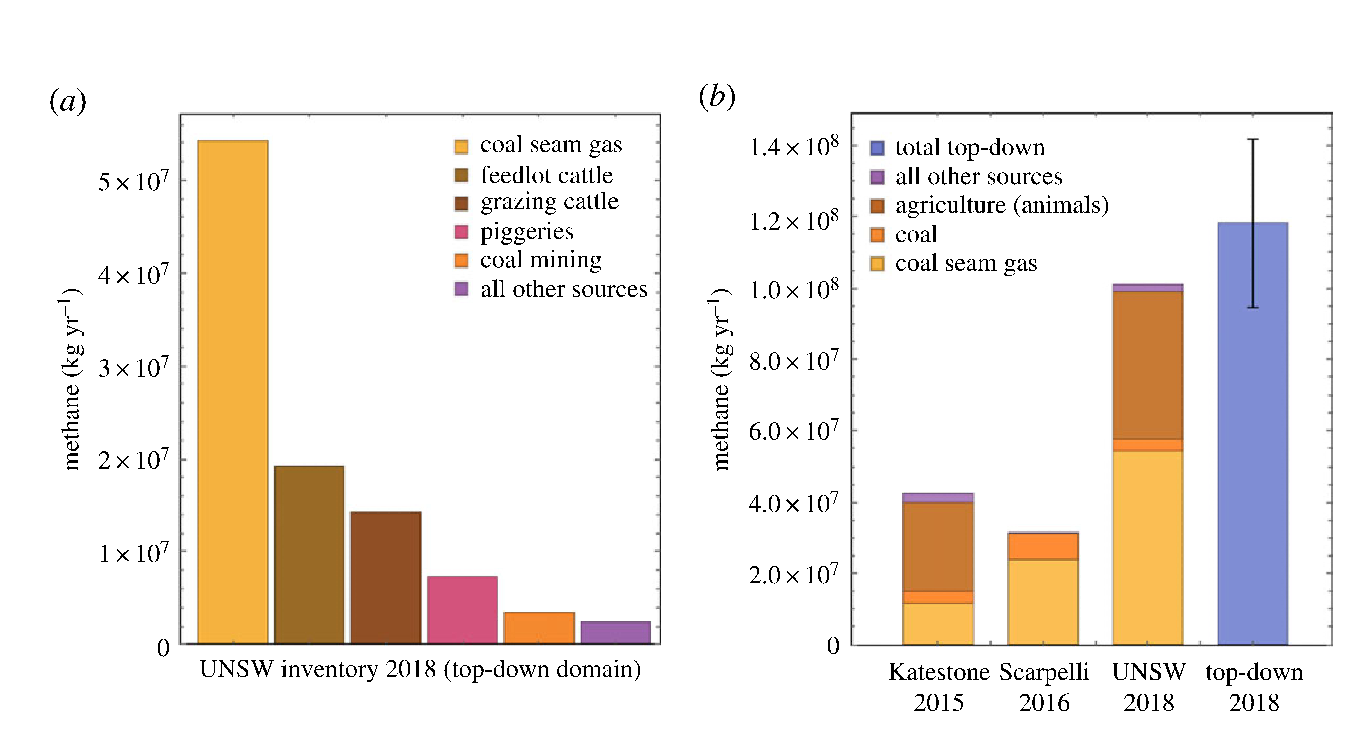 (a)
methane (kg yr⁻¹)
5 × 10⁷
4 × 10⁷
3 × 10⁷
2 × 10⁷
1 × 10⁷
0
coal seam gas
feedlot cattle
grazing cattle
piggeries
coal mining
all other sources
UNSW inventory 2018 (top-down domain)
(b)
methane (kg yr⁻¹)
1.4 × 10⁸
1.2 × 10⁸
1.0 × 10⁸
8.0 × 10⁷
6.0 × 10⁷
4.0 × 10⁷
2.0 × 10⁷
0
total top-down
all other sources
agriculture (animals)
coal
coal seam gas
Katestone Scarpelli UNSW top-down
2015 2016 2018 2018